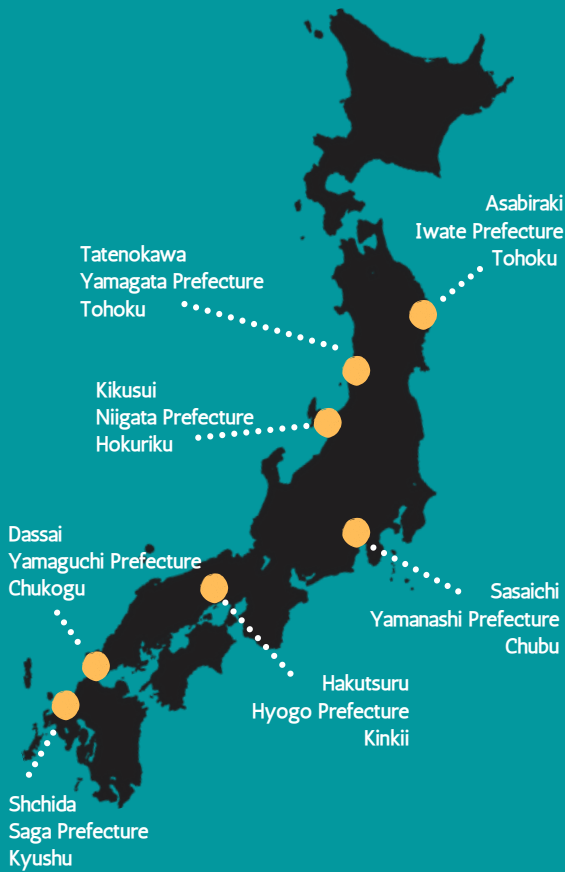 Asabiraki
Iwate Prefecture
Tohoku
Tatenokawa
Yamagata Prefecture
Tohoku
Kikusui
Niigata Prefecture
Hokuriku
Dassai
Yamaguchi Prefecture
Chukogu
Sasaichi
Yamanashi Prefecture
Chubu
Hakutsuru
Hyogo Prefecture
Kinkii
Shchida
Saga Prefecture
Kyushu